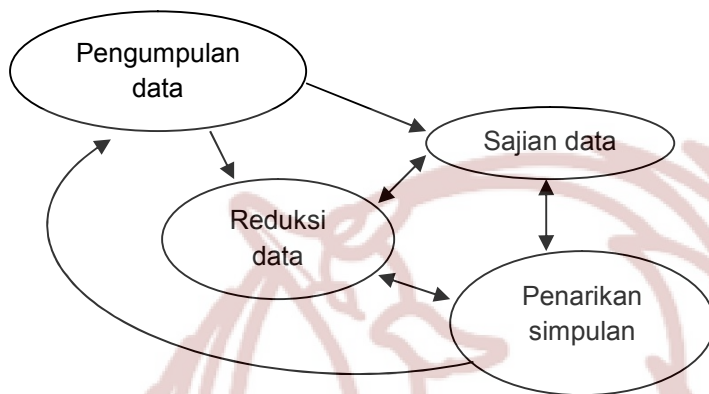 Pengumpulan
data
Sajian data
Reduksi
data
Penarikan
simpulan